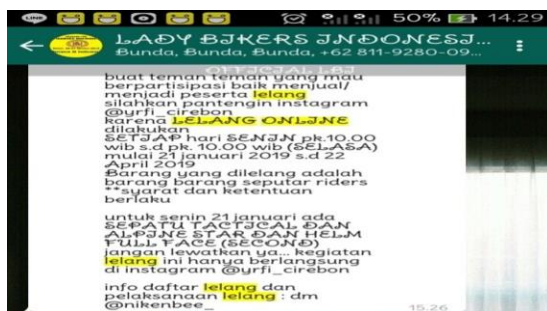 LINE
50% 14.29
LADY BIKERS INDONESI...
Bunda, Bunda, Bunda, +62 811-9280-09...
OFFICIAL LBI
buat teman teman yang mau
berpartisipasi baik menjual/
menjadi peserta lelang
silahkan pantengin instagram
@yrfi_cirebon
karena LELANG ONLINE
dilakukan
SETIAP hari SENIN pk.10.00
wib s.d pk. 10.00 wib (SELASA)
mulai 21 januari 2019 s.d 22
April 2019
Barang yang dilelang adalah
barang barang seputar riders
**syarat dan ketentuan
berlaku
untuk senin 21 januari ada
SEPATU TACTICAL DAN
ALPINE STAR DAN HELM
FULL FACE (SECOND)
jangan lewatkan ya... kegiatan
lelang ini hanya berlangsung
di instagram @yrfi_cirebon
info daftar lelang dan
pelaksanaan lelang : dm
@nikenbee_
15.26